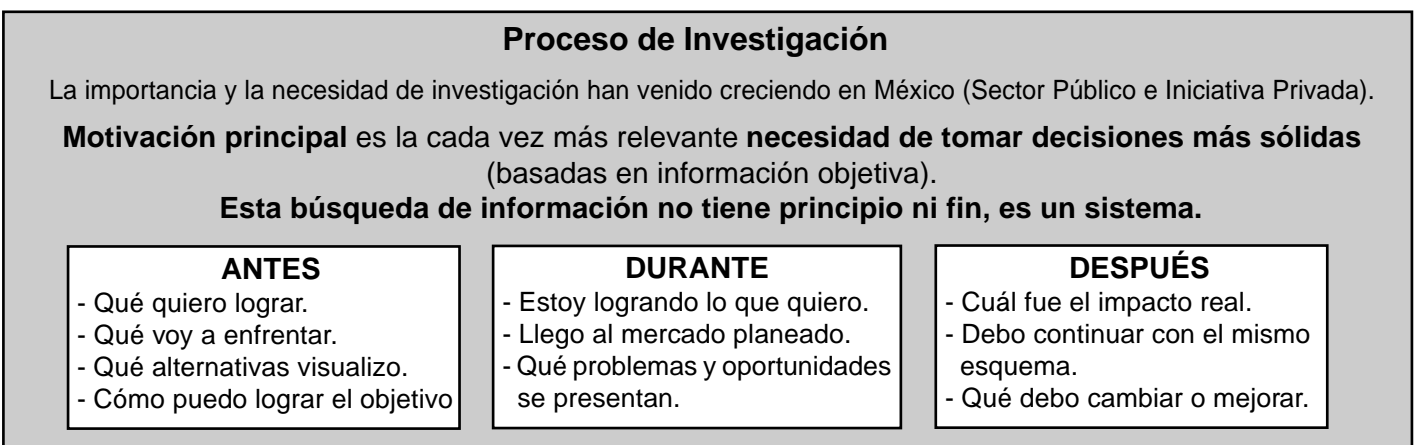 Proceso de Investigación
La importancia y la necesidad de investigación han venido creciendo en México (Sector Público e Iniciativa Privada).
Motivación principal es la cada vez más relevante necesidad de tomar decisiones más sólidas
(basadas en información objetiva).
Esta búsqueda de información no tiene principio ni fin, es un sistema.
ANTES
- Qué quiero lograr.
- Qué voy a enfrentar.
- Qué alternativas visualizo.
- Cómo puedo lograr el objetivo
DURANTE
- Estoy logrando lo que quiero.
- Llego al mercado planeado.
- Qué problemas y oportunidades
se presentan.
DESPUÉS
- Cuál fue el impacto real.
- Debo continuar con el mismo
esquema.
- Qué debo cambiar o mejorar.